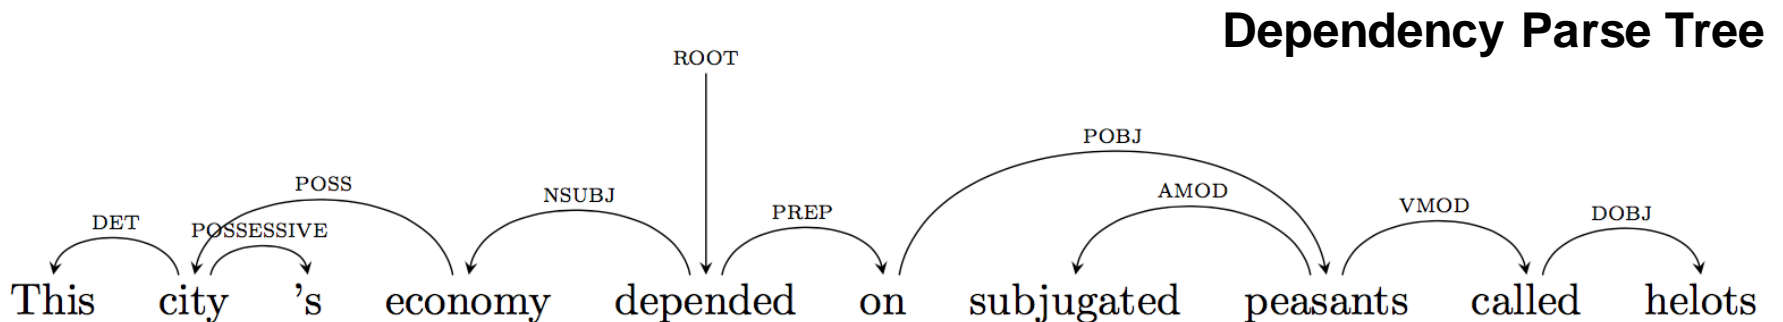 Dependency Parse Tree
ROOT
POBJ
POSS NSUBJ AMOD
DET POSSESSIVE PREP VMOD DOBJ
This city 's economy depended on subjugated peasants called helots